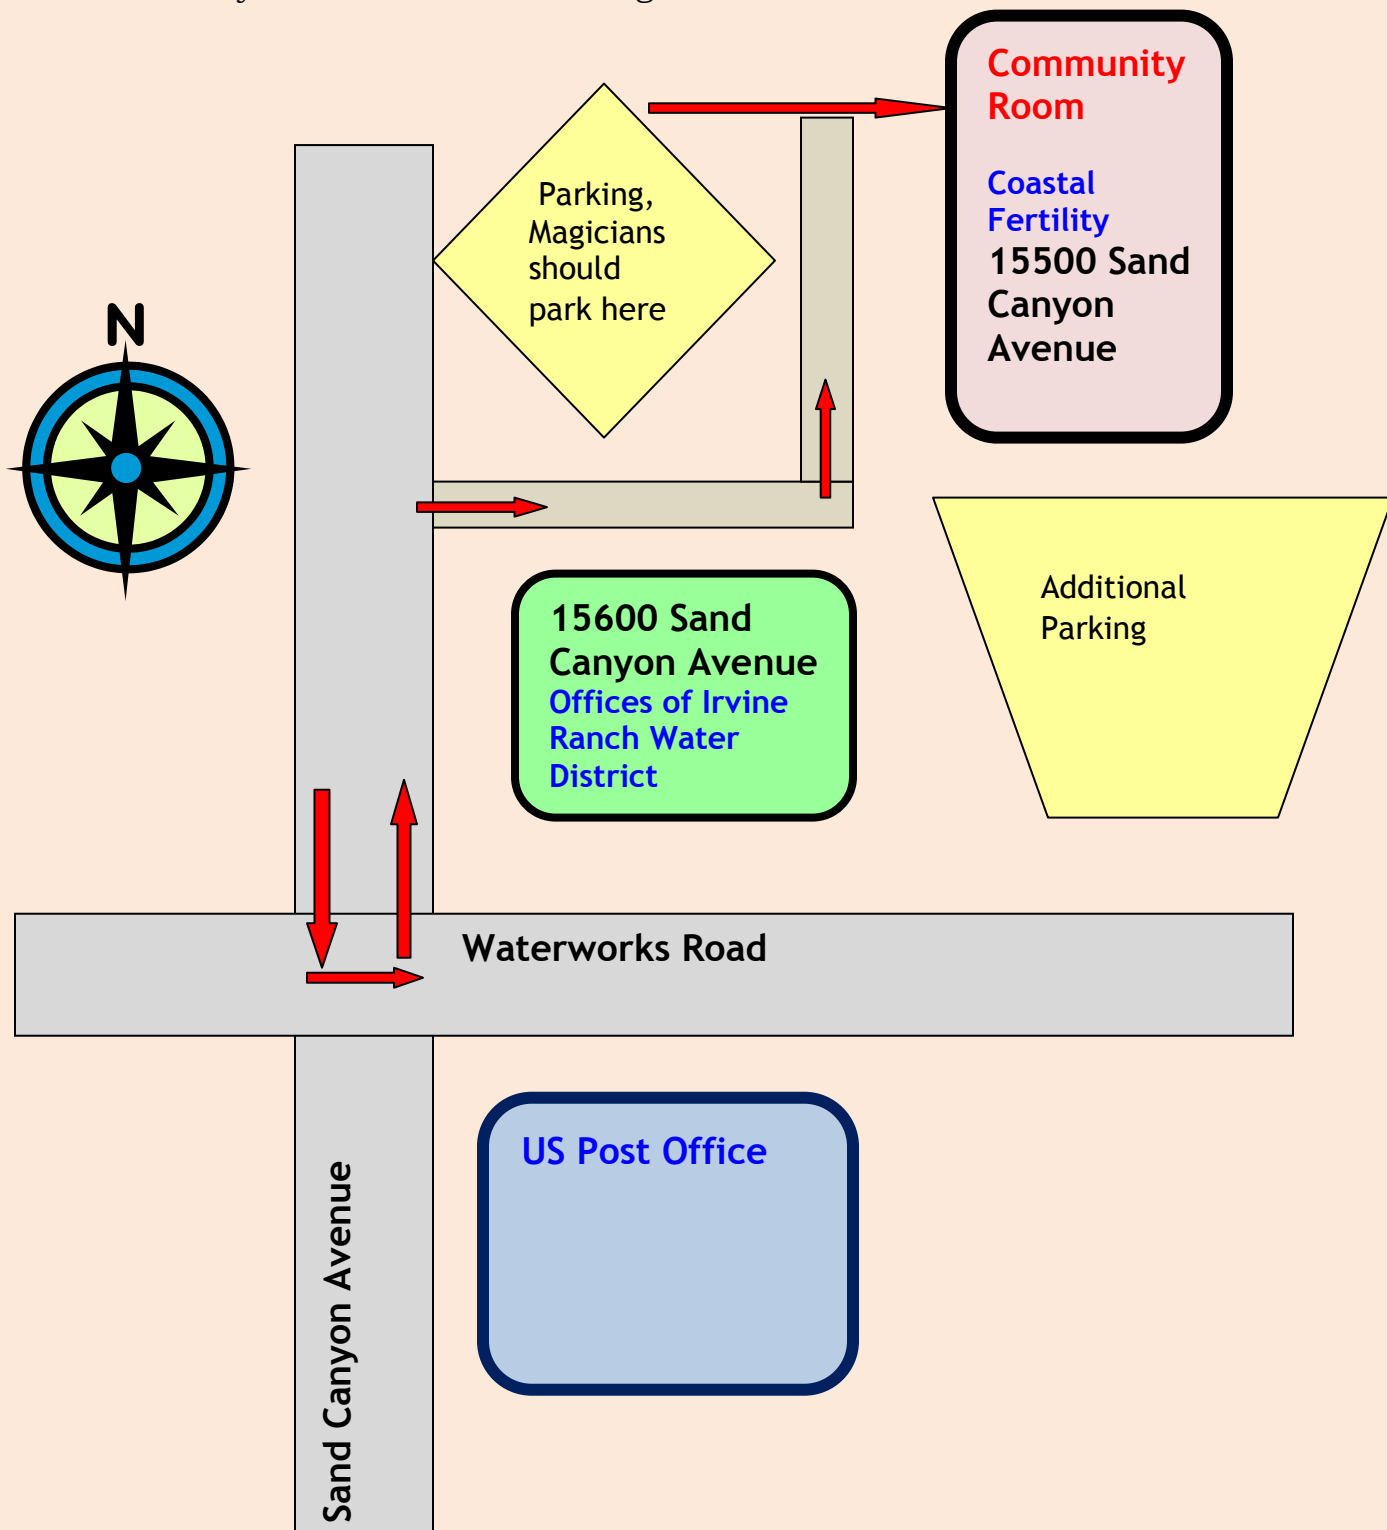 Community
Room
Coastal
Fertility
15500 Sand
Canyon
Avenue
Parking,
Magicians
should
park here
N
Additional
Parking
15600 Sand
Canyon Avenue
Offices of Irvine
Ranch Water
District
Waterworks Road
US Post Office
Sand Canyon Avenue